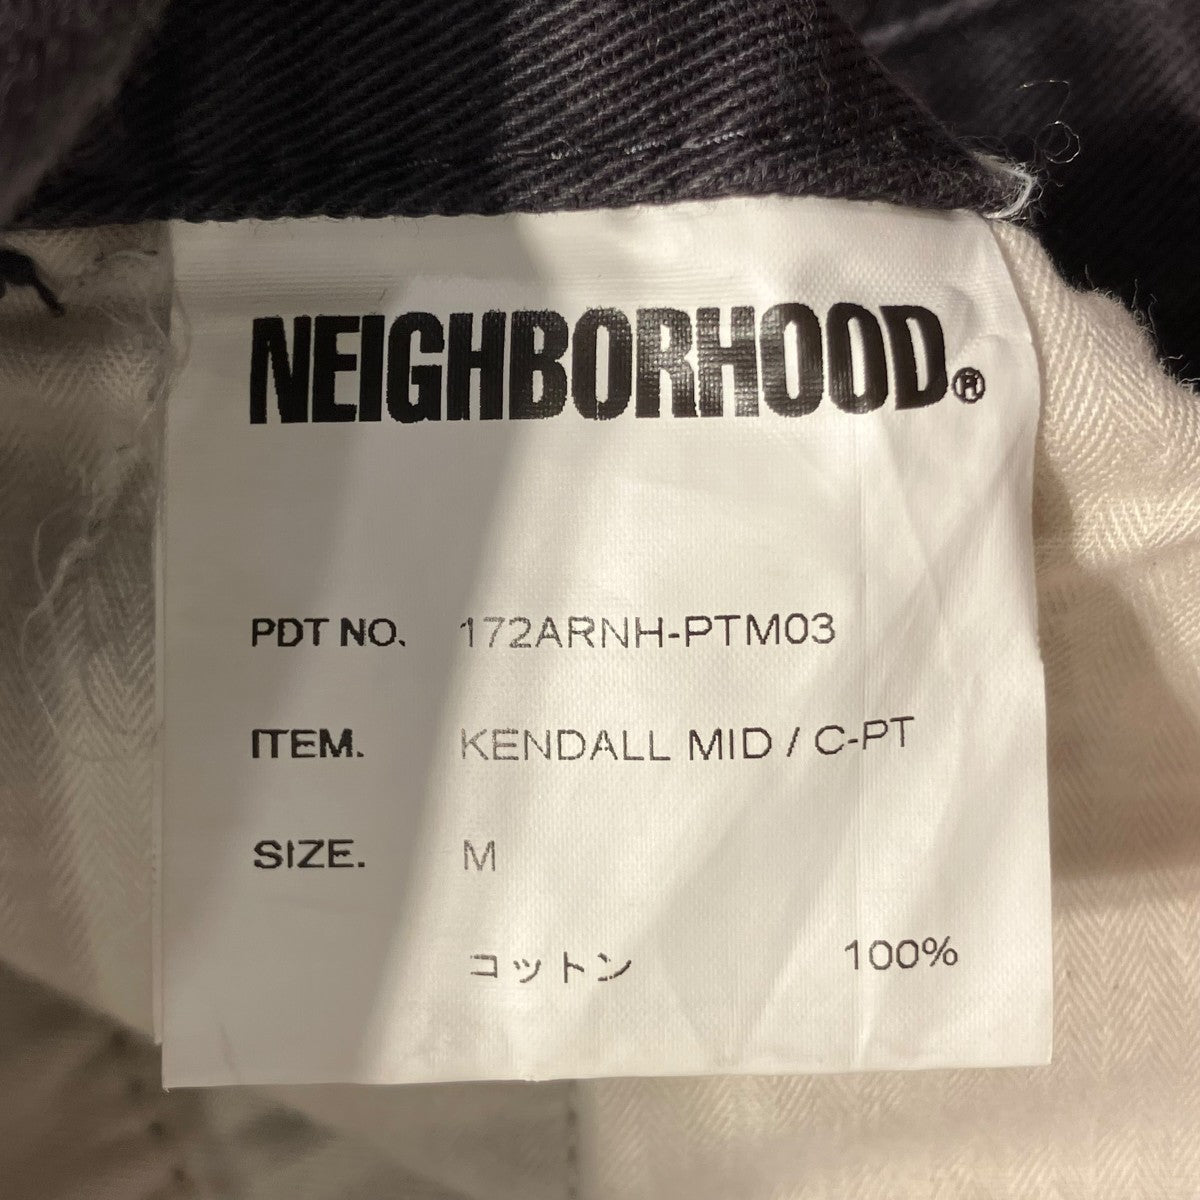 NEIGHBORHOOD®
PDT NO. 172ARNH-PTM03
ITEM. KENDALL MID / C-PT
SIZE. M
コットン 100%